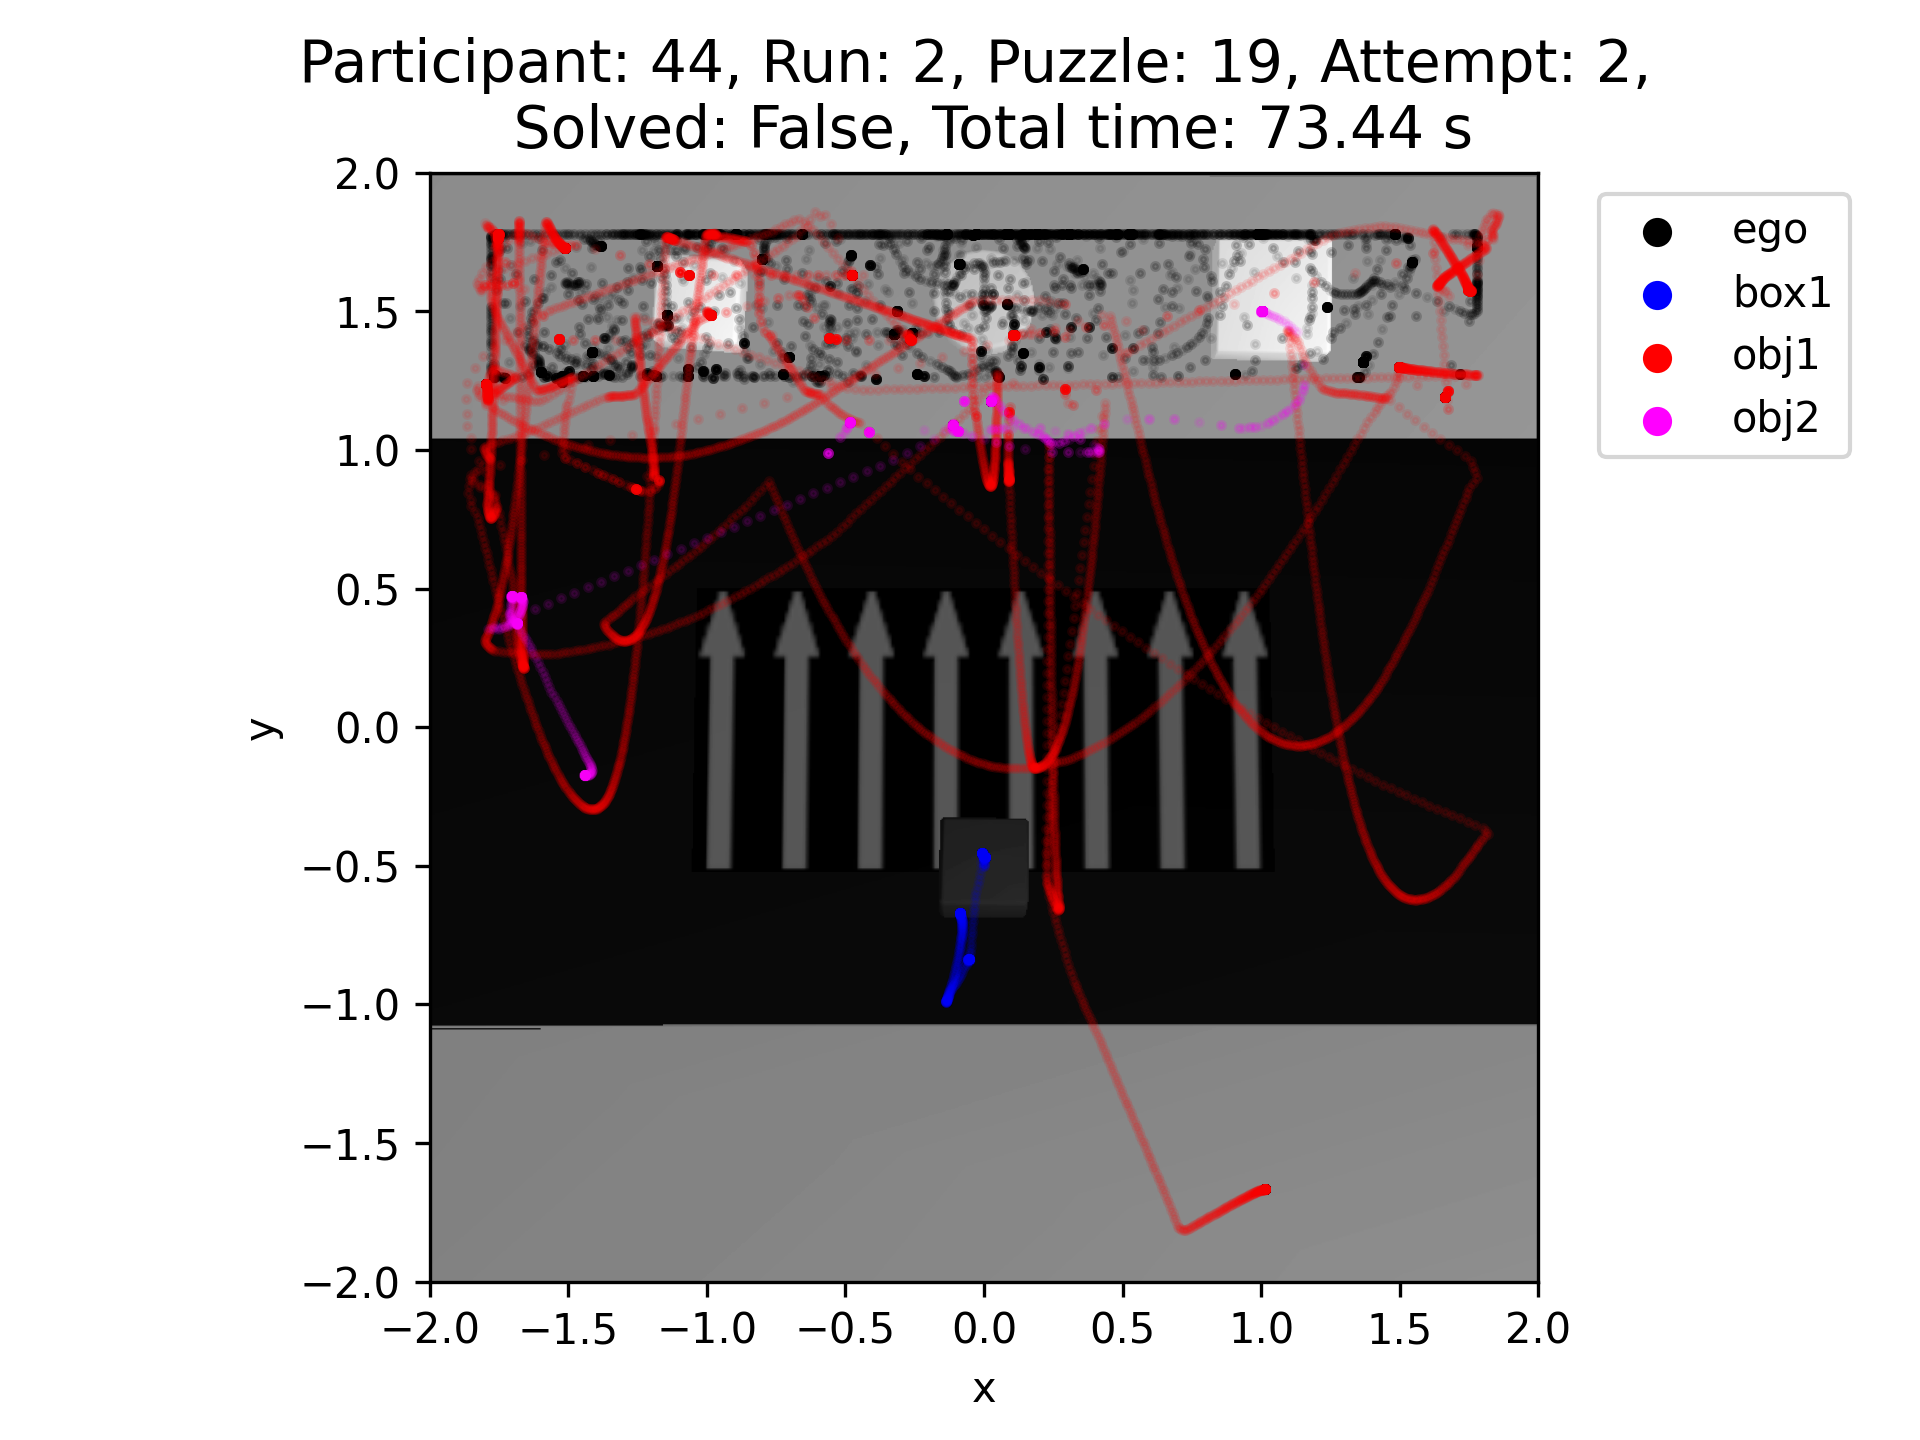 Participant: 44, Run: 2, Puzzle: 19, Attempt: 2,
Solved: False, Total time: 73.44 s
ego
box1
obj1
obj2
2.0
1.5
1.0
0.5
0.0
−0.5
−1.0
−1.5
−2.0
y
−2.0 −1.5 −1.0 −0.5 0.0 0.5 1.0 1.5 2.0
x